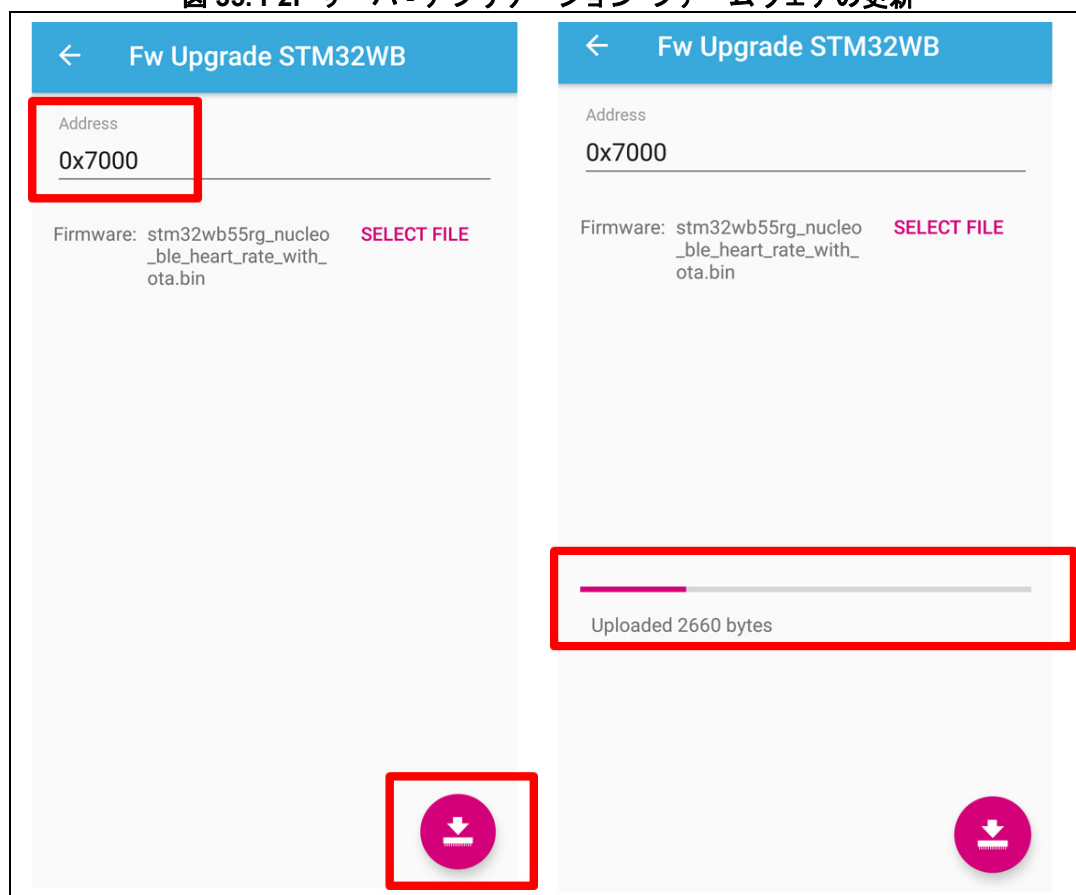 Fw Upgrade STM32WB
Address
0x7000
Firmware: stm32wb55rg_nucleo
_ble_heart_rate_with_
ota.bin
SELECT FILE
Fw Upgrade STM32WB
Address
0x7000
Firmware: stm32wb55rg_nucleo
_ble_heart_rate_with_
ota.bin
SELECT FILE
Uploaded 2660 bytes